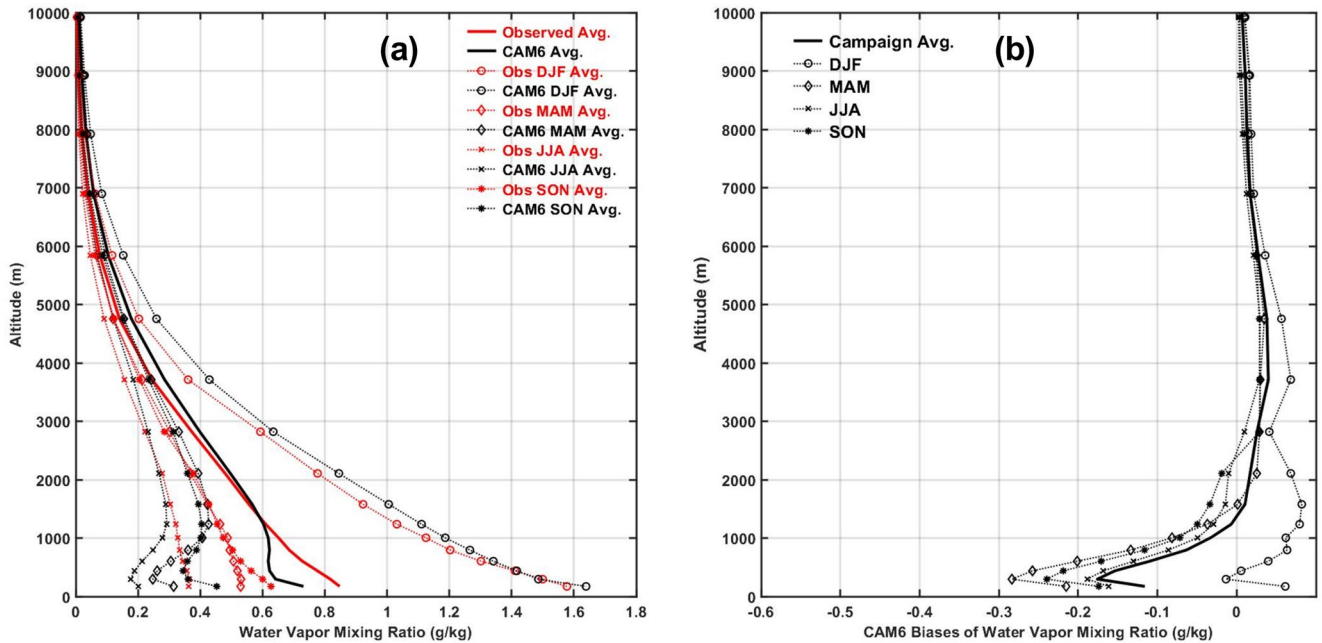 (a)
Observed Avg.
CAM6 Avg.
Obs DJF Avg.
CAM6 DJF Avg.
Obs MAM Avg.
CAM6 MAM Avg.
Obs JJA Avg.
CAM6 JJA Avg.
Obs SON Avg.
CAM6 SON Avg.
10000
9000
8000
7000
6000
5000
4000
3000
2000
1000
0
Altitude (m)
0 0.2 0.4 0.6 0.8 1 1.2 1.4 1.6 1.8
Water Vapor Mixing Ratio (g/kg)
(b)
Campaign Avg.
DJF
MAM
JJA
SON
10000
9000
8000
7000
6000
5000
4000
3000
2000
1000
0
Altitude (m)
-0.6 -0.5 -0.4 -0.3 -0.2 -0.1 0
CAM6 Biases of Water Vapor Mixing Ratio (g/kg)